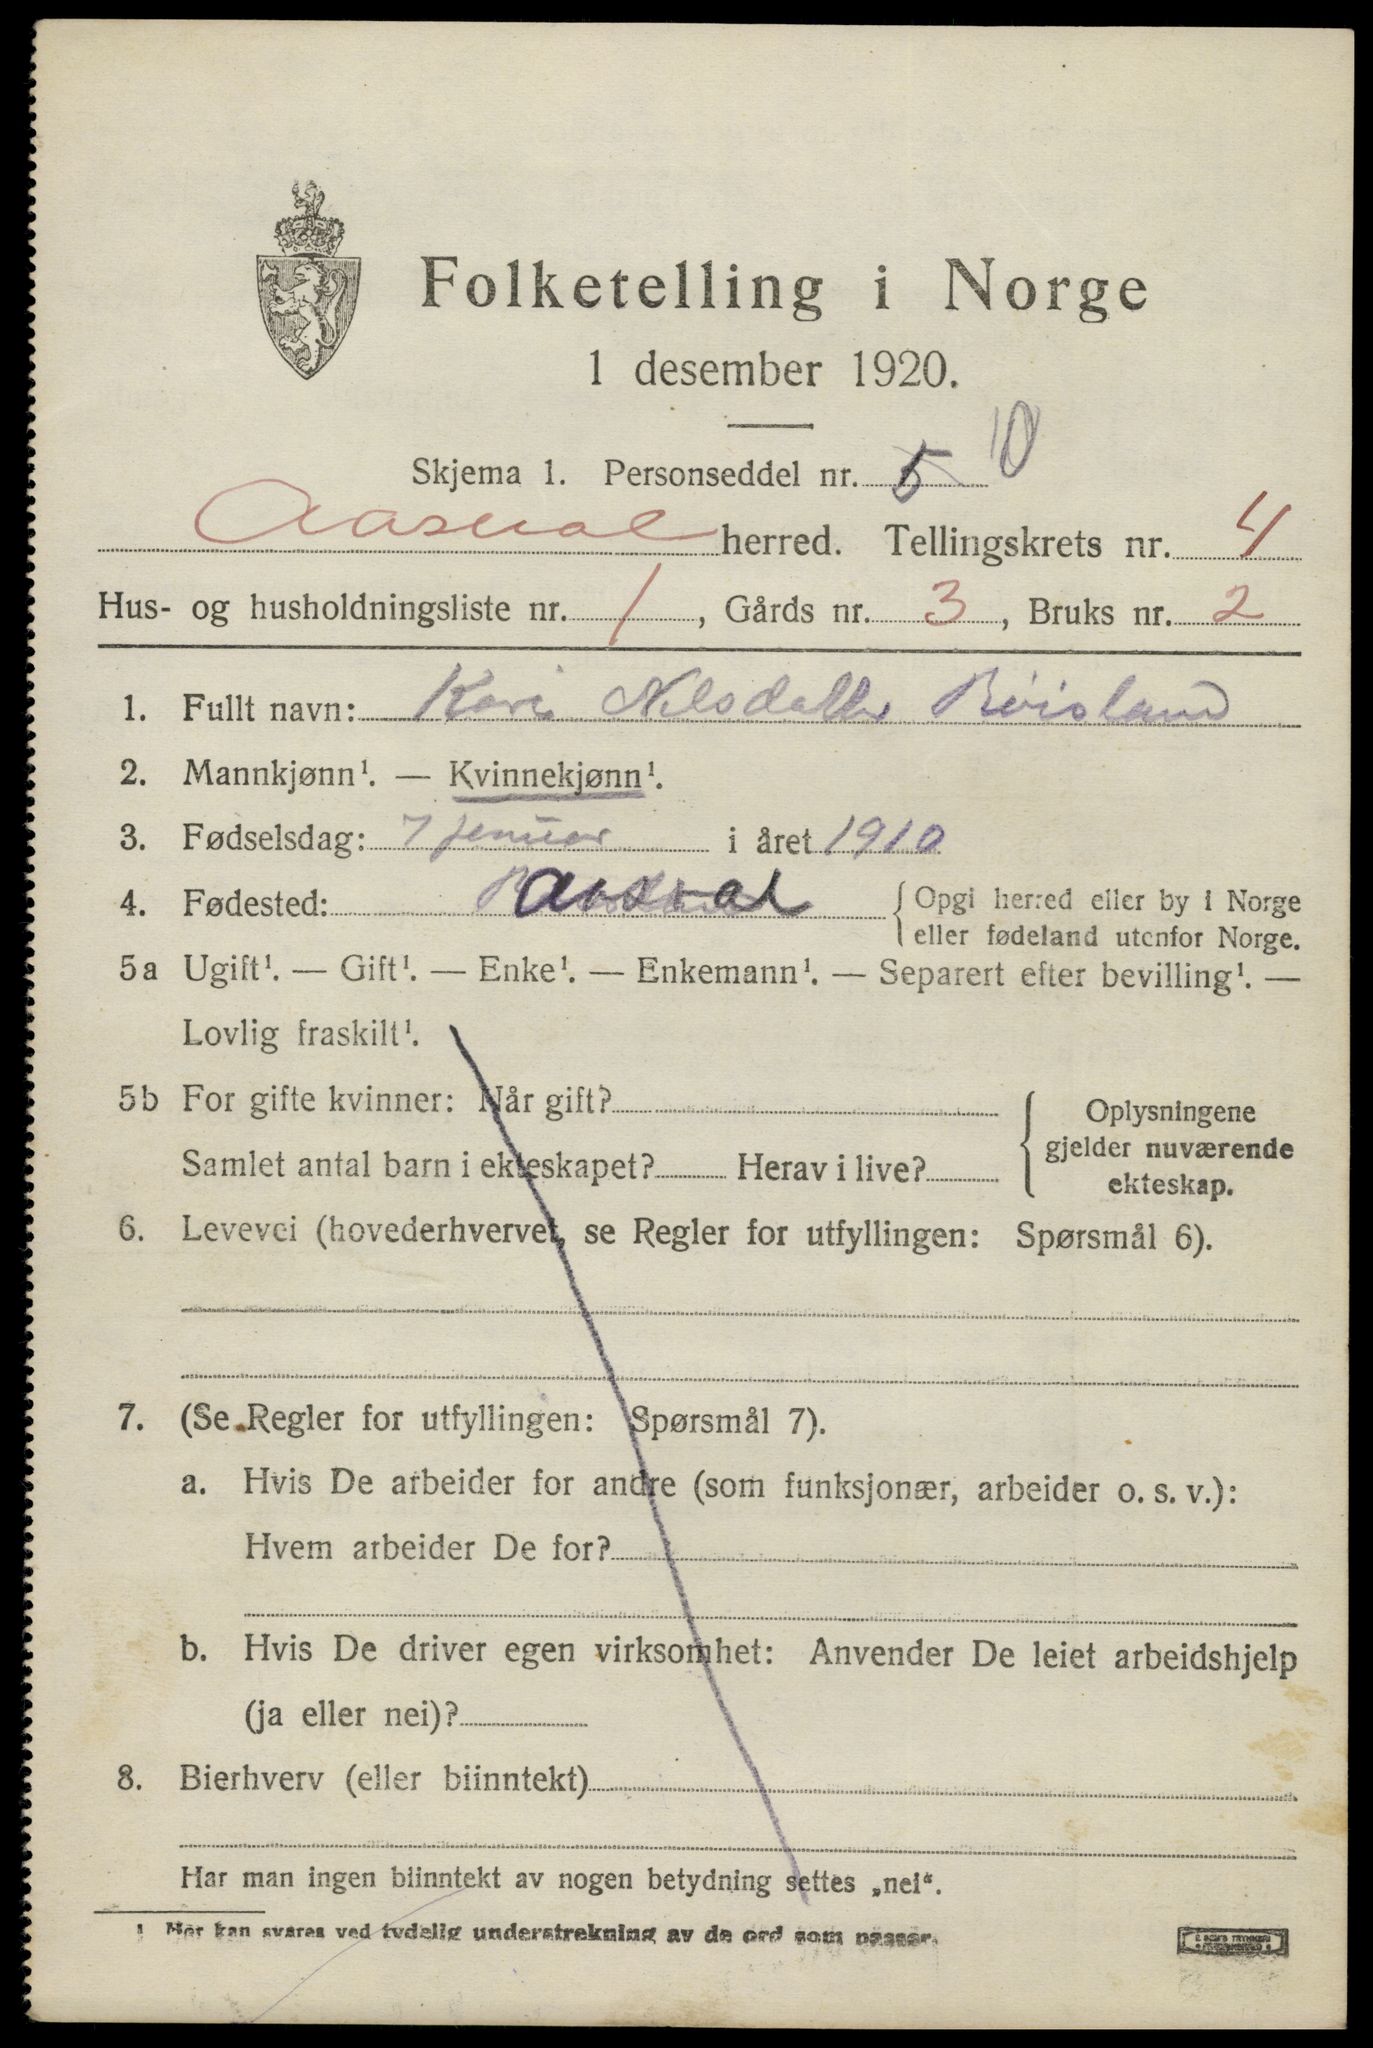 Folketelling i Norge
1 desember 1920.
Skjema 1. Personseddel nr. 5 10
Aaseral herred. Tellingskrets nr. 4
Hus- og husholdningsliste nr. 1, Gårds nr. 3, Bruks nr. 2
1. Fullt navn: Kari Nilsdatter Røisland
2. Mannkjønn¹. — Kvinnekjønn¹.
3. Fødselsdag: 7 januar i året 1910
4. Fødested: Aaseral { Opgi herred eller by i Norge
eller fødeland utenfor Norge.
5a Ugift¹. — Gift¹. — Enke¹. — Enkemann¹. — Separert efter bevilling¹. —
Lovlig fraskilt¹.
5b For gifte kvinner: Når gift?
Samlet antal barn i ekteskapet? Herav i live?
{ Oplysningene
gjelder nuværende
ekteskap.
6. Levevei (hovederhvervet, se Regler for utfyllingen: Spørsmål 6).
7. (Se Regler for utfyllingen: Spørsmål 7).
a. Hvis De arbeider for andre (som funksjonær, arbeider o. s. v.):
Hvem arbeider De for?
b. Hvis De driver egen virksomhet: Anvender De leiet arbeidshjelp
(ja eller nei)?
8. Bierhverv (eller biinntekt)
Har man ingen biinntekt av nogen betydning settes „nei“.
1 Her kan svares ved tydelig understrekning av de ord som passer.